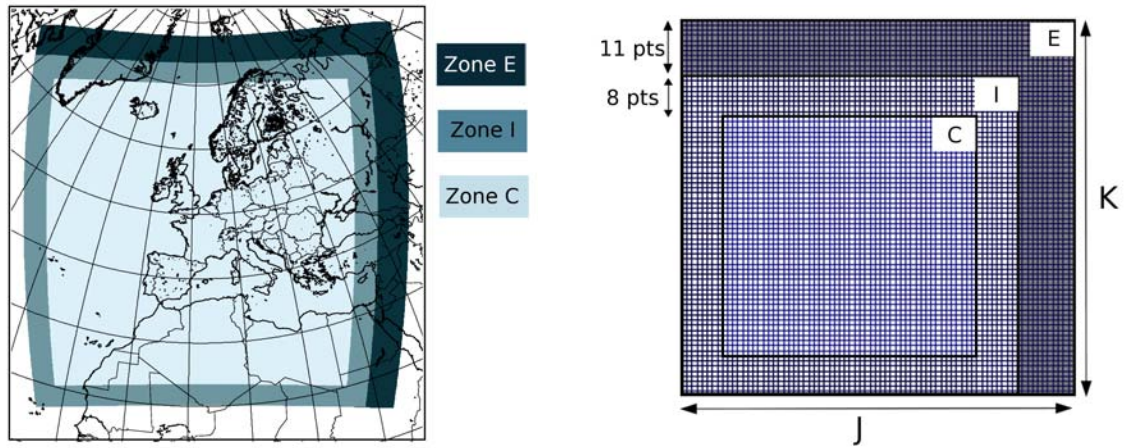 Zone E
Zone I
Zone C
11 pts
8 pts
E
I
C
K
J